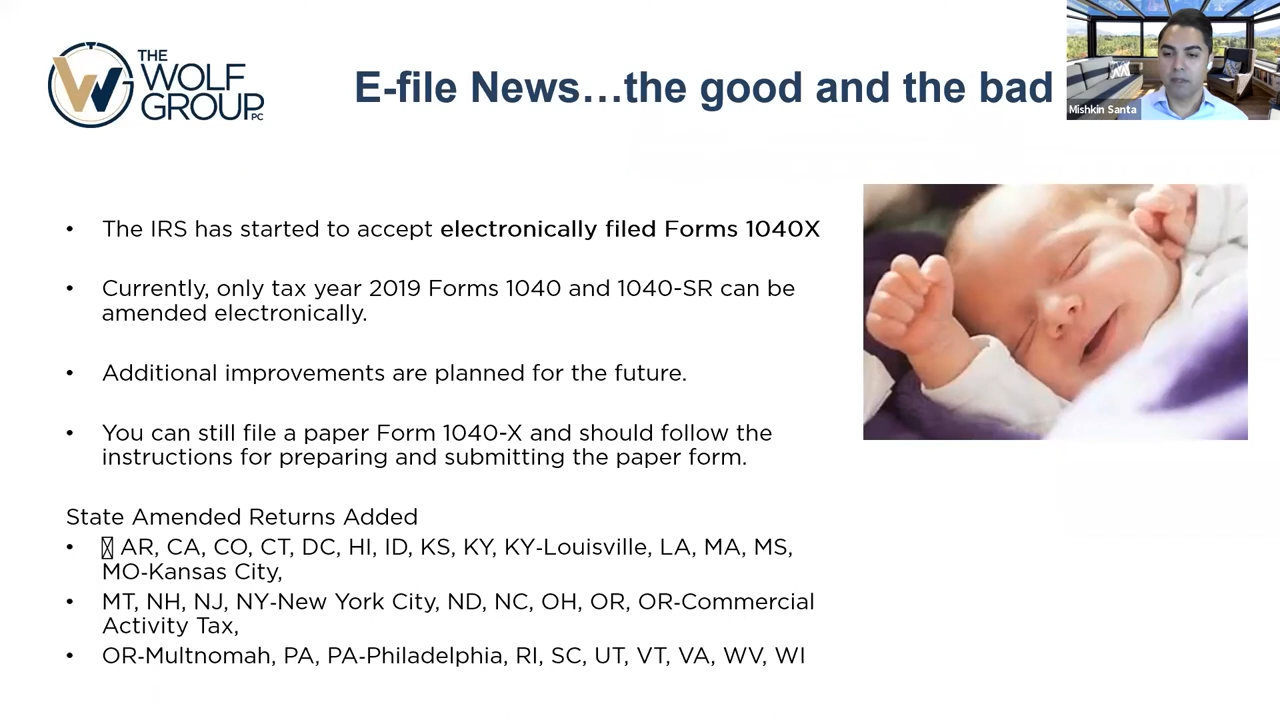 THE
WOLF
GROUP PC
E-file News...the good and the bad
Mishkin Santa
• The IRS has started to accept electronically filed Forms 1040X
• Currently, only tax year 2019 Forms 1040 and 1040-SR can be
amended electronically.
• Additional improvements are planned for the future.
• You can still file a paper Form 1040-X and should follow the
instructions for preparing and submitting the paper form.
State Amended Returns Added
• AR, CA, CO, CT, DC, HI, ID, KS, KY, KY-Louisville, LA, MA, MS,
MO-Kansas City,
• MT, NH, NJ, NY-New York City, ND, NC, OH, OR, OR-Commercial
Activity Tax,
• OR-Multnomah, PA, PA-Philadelphia, RI, SC, UT, VT, VA, WV, WI